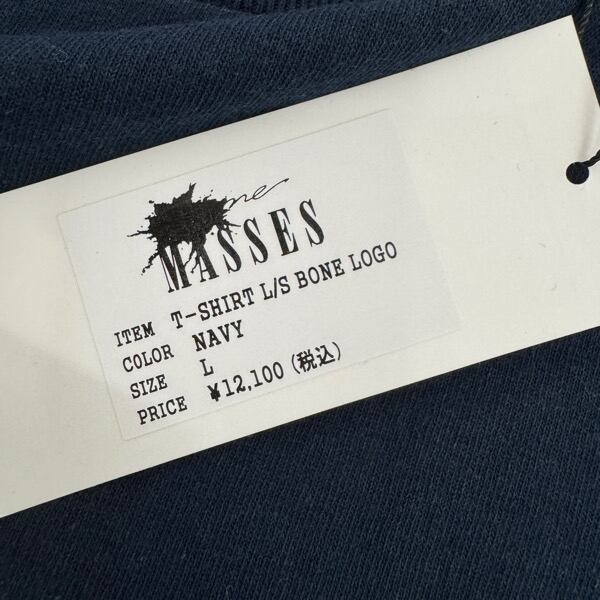 MASSES
ITEM T-SHIRT L/S BONE LOGO
COLOR NAVY
SIZE L
PRICE ¥12,100 (税込)